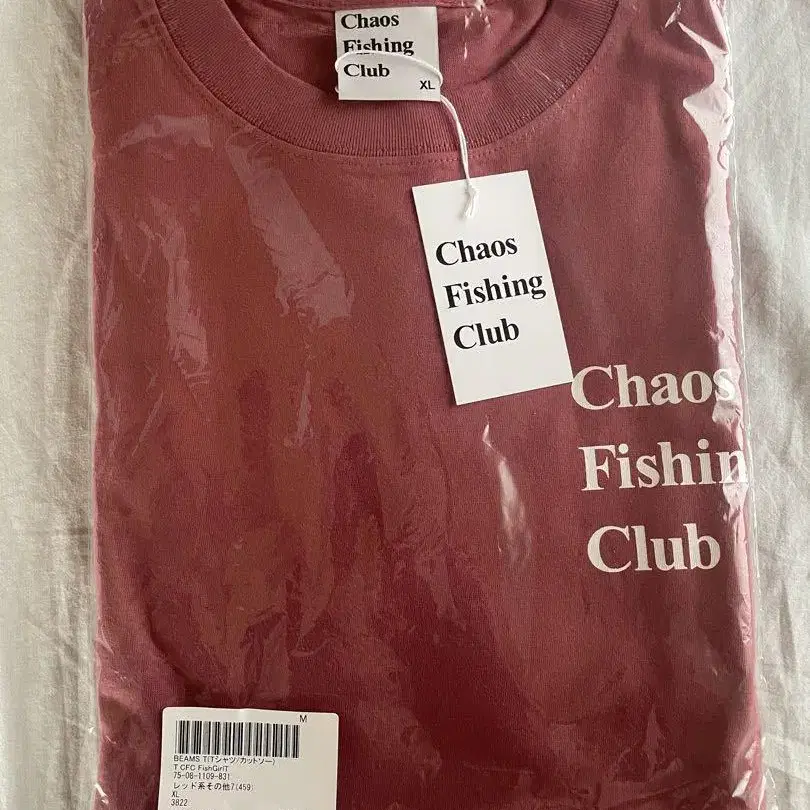 Chaos
Fishing
Club
XL
Chaos
Fishing
Club
Chaos
Fishin
Club
M
BEAMS T(Tシャツ/カットソー)
T CFC FishGirlT
75-08-1109-831
レッド系その他7(459)
XL
3822